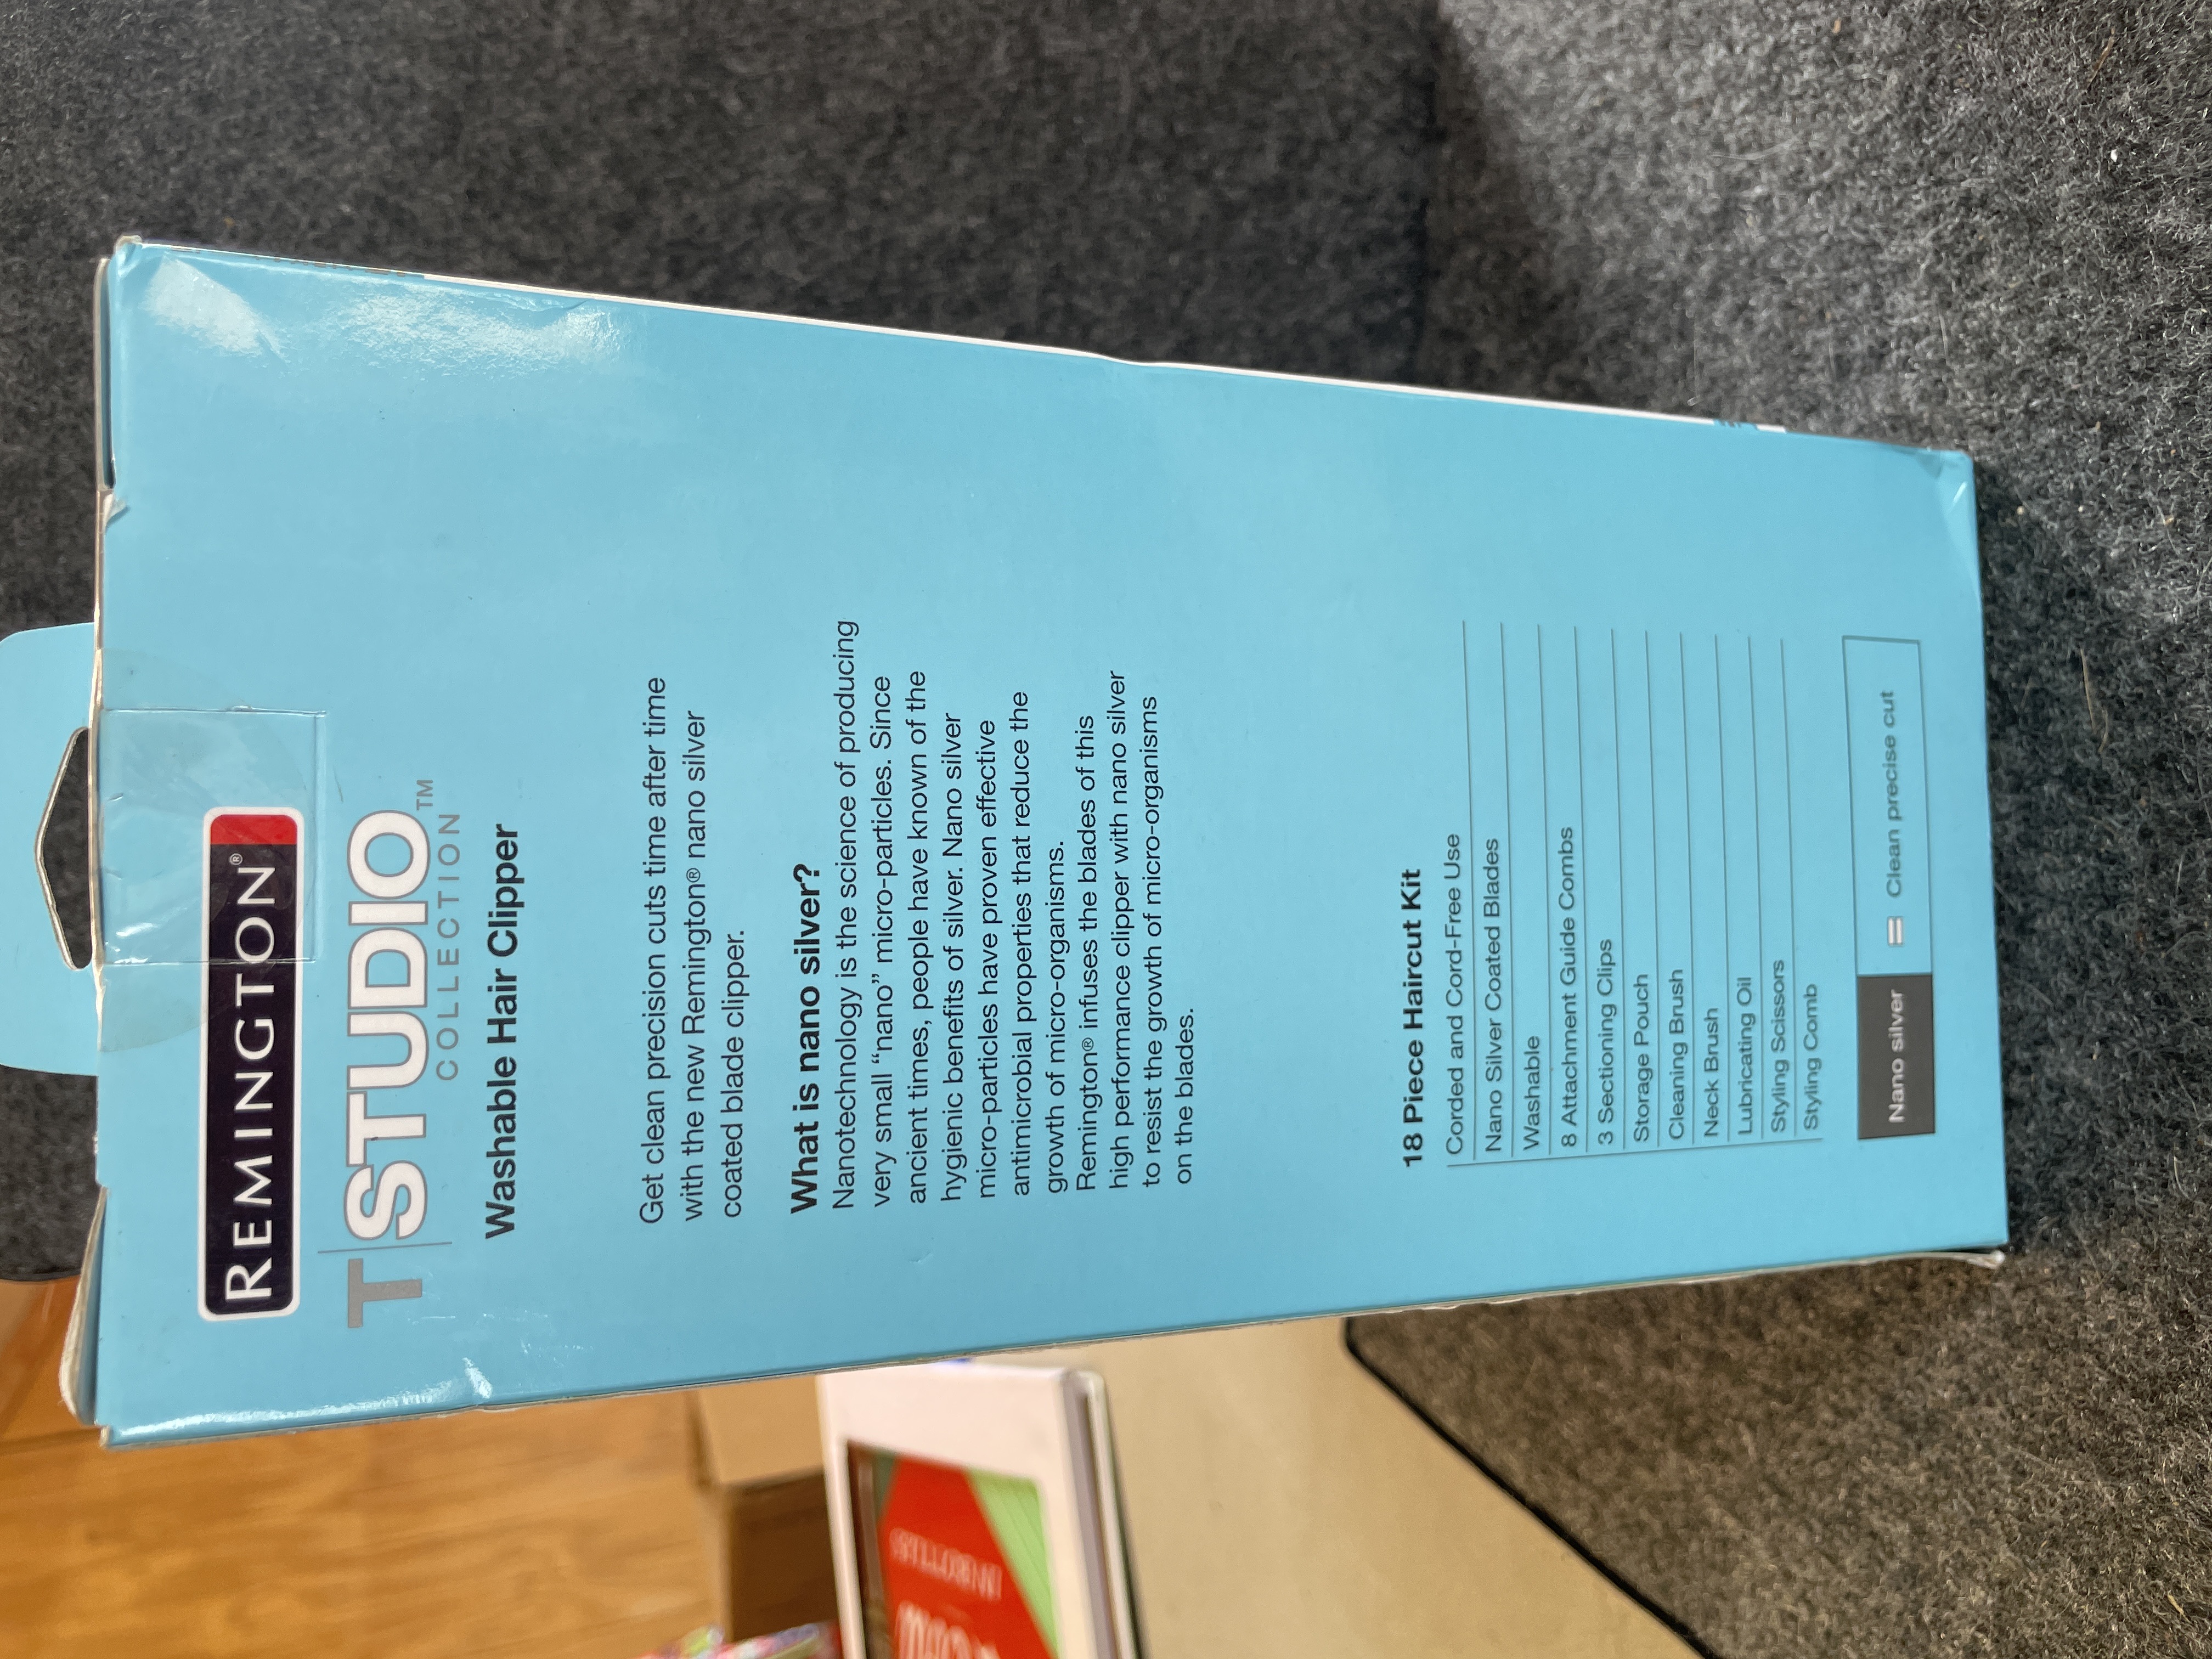 REMINGTON®
T STUDIO™
COLLECTION
Washable Hair Clipper
Get clean precision cuts time after time
with the new Remington® nano silver
coated blade clipper.
What is nano silver?
Nanotechnology is the science of producing
very small “nano” micro-particles. Since
ancient times, people have known of the
hygienic benefits of silver. Nano silver
micro-particles have proven effective
antimicrobial properties that reduce the
growth of micro-organisms.
Remington® infuses the blades of this
high performance clipper with nano silver
to resist the growth of micro-organisms
on the blades.
18 Piece Haircut Kit
Corded and Cord-Free Use
Nano Silver Coated Blades
Washable
8 Attachment Guide Combs
3 Sectioning Clips
Storage Pouch
Cleaning Brush
Neck Brush
Lubricating Oil
Styling Scissors
Styling Comb
Nano silver = Clean precise cut